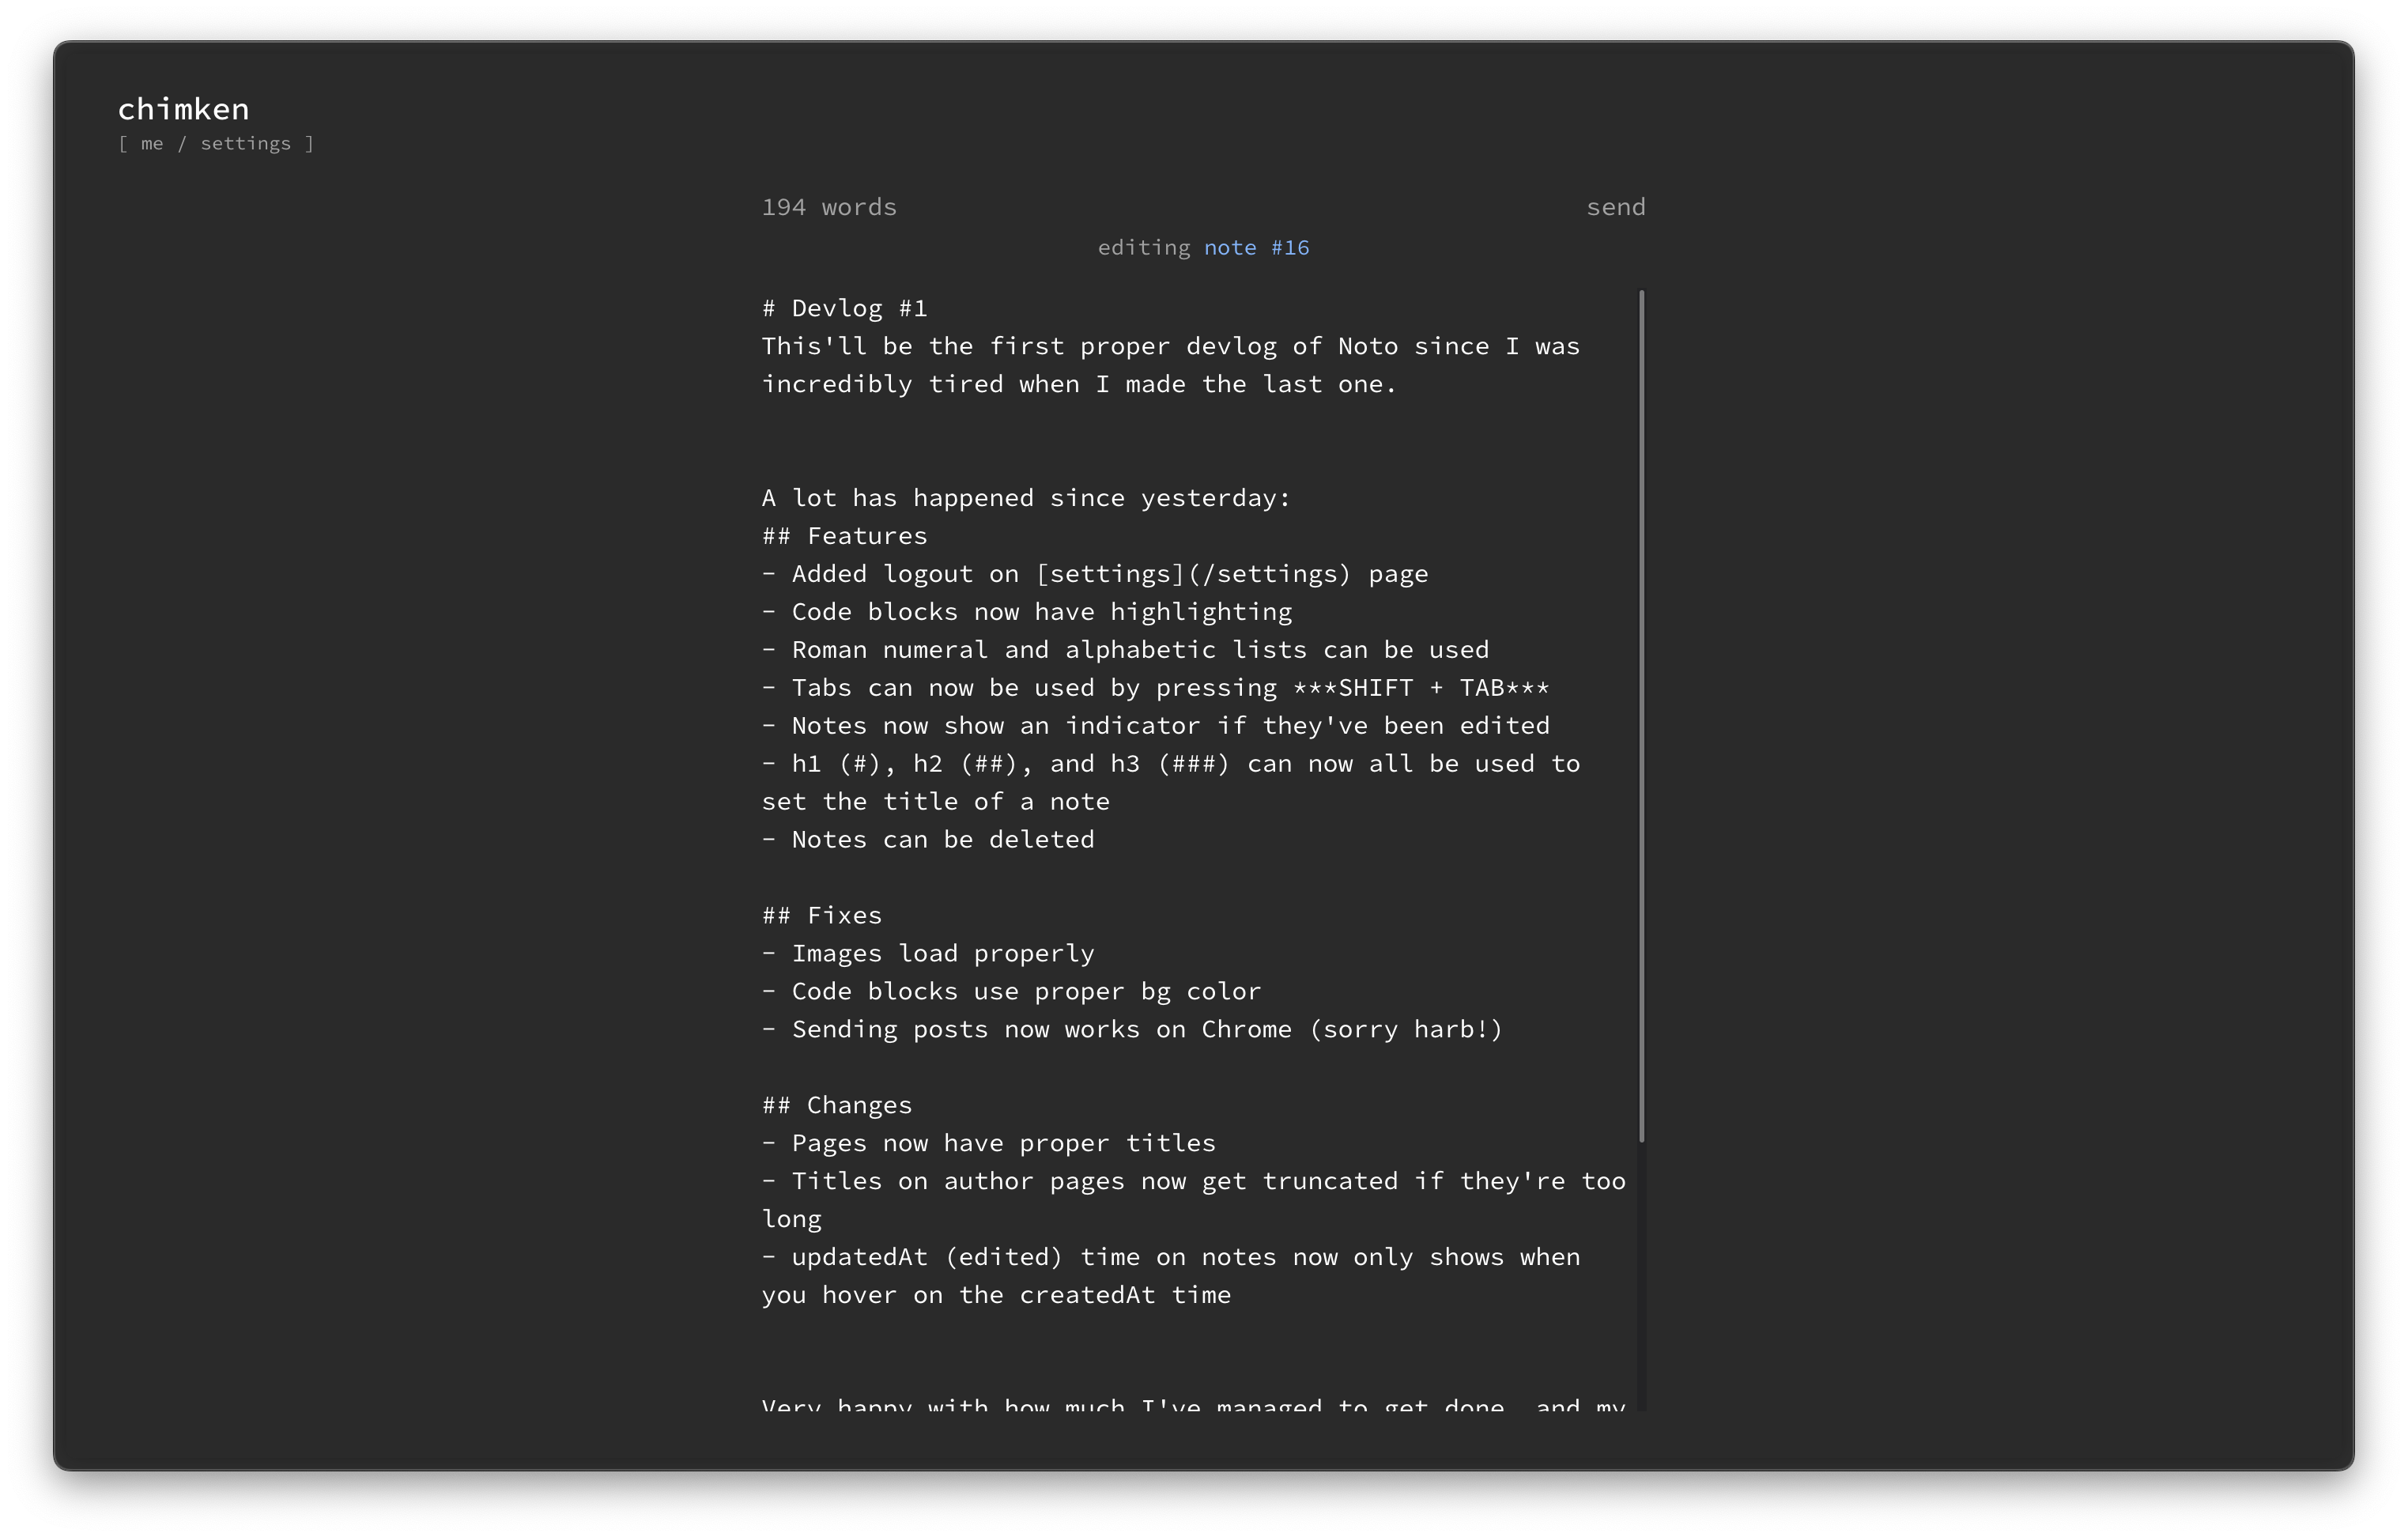 chimken
[ me / settings ]
194 words
send
editing note #16
# Devlog #1
This'll be the first proper devlog of Noto since I was
incredibly tired when I made the last one.
A lot has happened since yesterday:
## Features
- Added logout on [settings](/settings) page
- Code blocks now have highlighting
- Roman numeral and alphabetic lists can be used
- Tabs can now be used by pressing ***SHIFT + TAB***
- Notes now show an indicator if they've been edited
- h1 (#), h2 (##), and h3 (###) can now all be used to
set the title of a note
- Notes can be deleted
## Fixes
- Images load properly
- Code blocks use proper bg color
- Sending posts now works on Chrome (sorry harb!)
## Changes
- Pages now have proper titles
- Titles on author pages now get truncated if they're too
long
- updatedAt (edited) time on notes now only shows when
you hover on the createdAt time
Very happy with how much I've managed to get done, and my